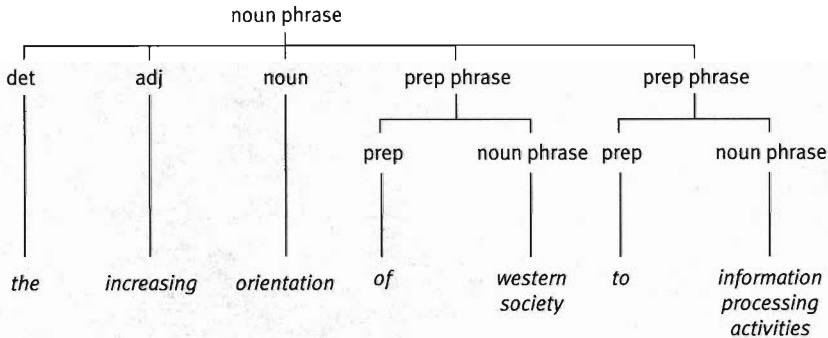 noun phrase
det adj noun prep phrase prep phrase
prep noun phrase prep noun phrase
the increasing orientation of western to information
society processing
activities